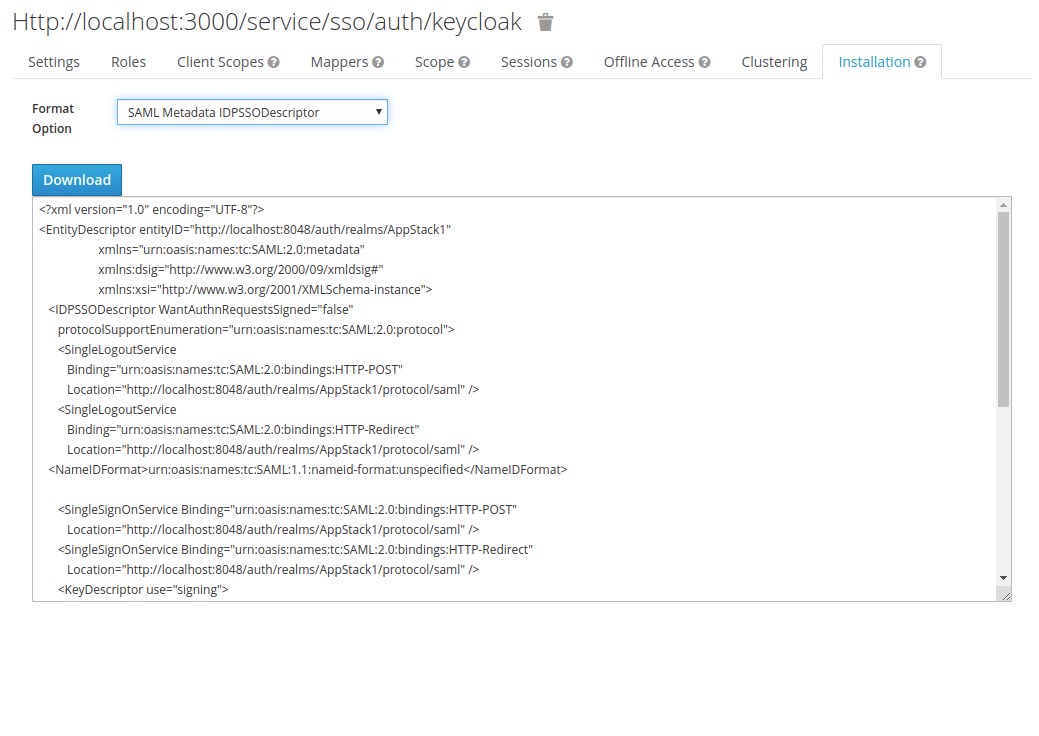 Http://localhost:3000/service/sso/auth/keycloak
Settings Roles Client Scopes Mappers Scope Sessions Offline Access Clustering Installation
Format Option
SAML Metadata IDPSSODescriptor
Download
<?xml version="1.0" encoding="UTF-8"?>
<EntityDescriptor entityID="http://localhost:8048/auth/realms/AppStack1"
xmlns="urn:oasis:names:tc:SAML:2.0:metadata"
xmlns:dsig="http://www.w3.org/2000/09/xmldsig#"
xmlns:xsi="http://www.w3.org/2001/XMLSchema-instance">
<IDPSSODescriptor WantAuthnRequestsSigned="false"
protocolSupportEnumeration="urn:oasis:names:tc:SAML:2.0:protocol">
<SingleLogoutService
Binding="urn:oasis:names:tc:SAML:2.0:bindings:HTTP-POST"
Location="http://localhost:8048/auth/realms/AppStack1/protocol/saml" />
<SingleLogoutService
Binding="urn:oasis:names:tc:SAML:2.0:bindings:HTTP-Redirect"
Location="http://localhost:8048/auth/realms/AppStack1/protocol/saml" />
<NameIDFormat>urn:oasis:names:tc:SAML:1.1:nameid-format:unspecified</NameIDFormat>
<SingleSignOnService Binding="urn:oasis:names:tc:SAML:2.0:bindings:HTTP-POST"
Location="http://localhost:8048/auth/realms/AppStack1/protocol/saml" />
<SingleSignOnService Binding="urn:oasis:names:tc:SAML:2.0:bindings:HTTP-Redirect"
Location="http://localhost:8048/auth/realms/AppStack1/protocol/saml" />
<KeyDescriptor use="signing">